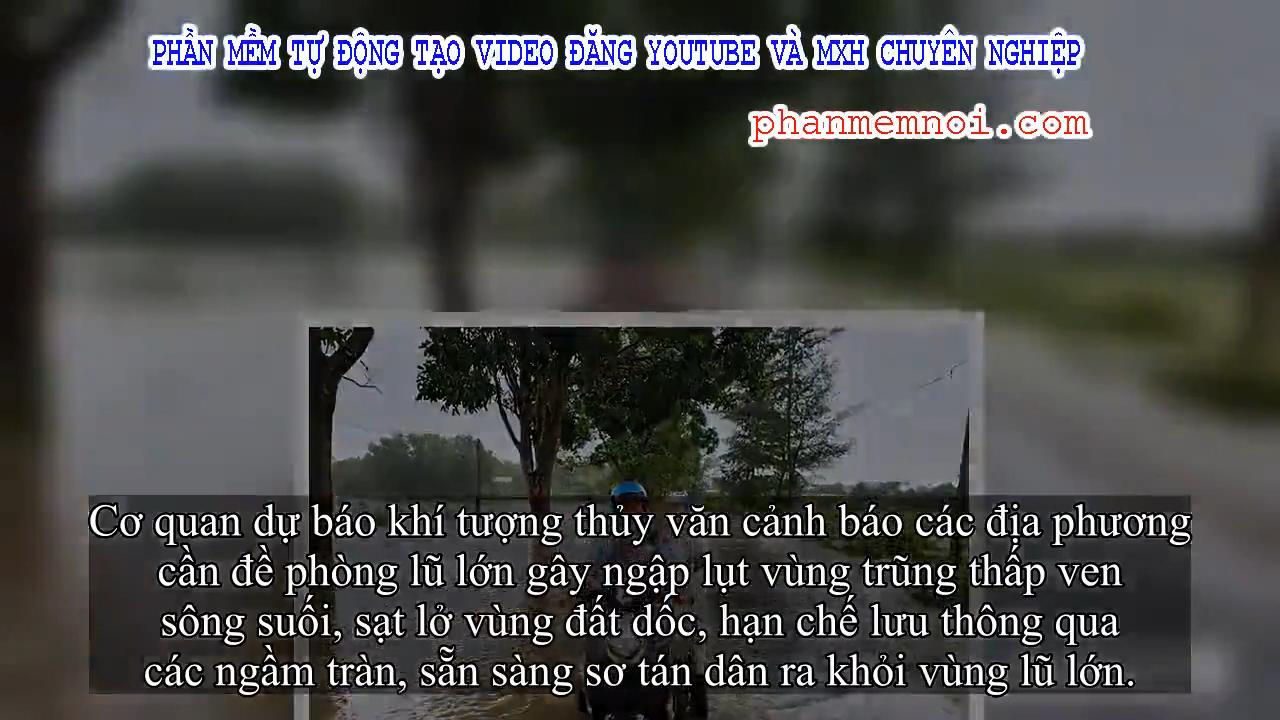 PHẦN MỀM TỰ ĐỘNG TẠO VIDEO ĐĂNG YOUTUBE VÀ MXH CHUYÊN NGHIỆP
phanmemnoi.com
Cơ quan dự báo khí tượng thủy văn cảnh báo các địa phương
cần đề phòng lũ lớn gây ngập lụt vùng trũng thấp ven
sông suối, sạt lở vùng đất dốc, hạn chế lưu thông qua
các ngầm tràn, sẵn sàng sơ tán dân ra khỏi vùng lũ lớn.